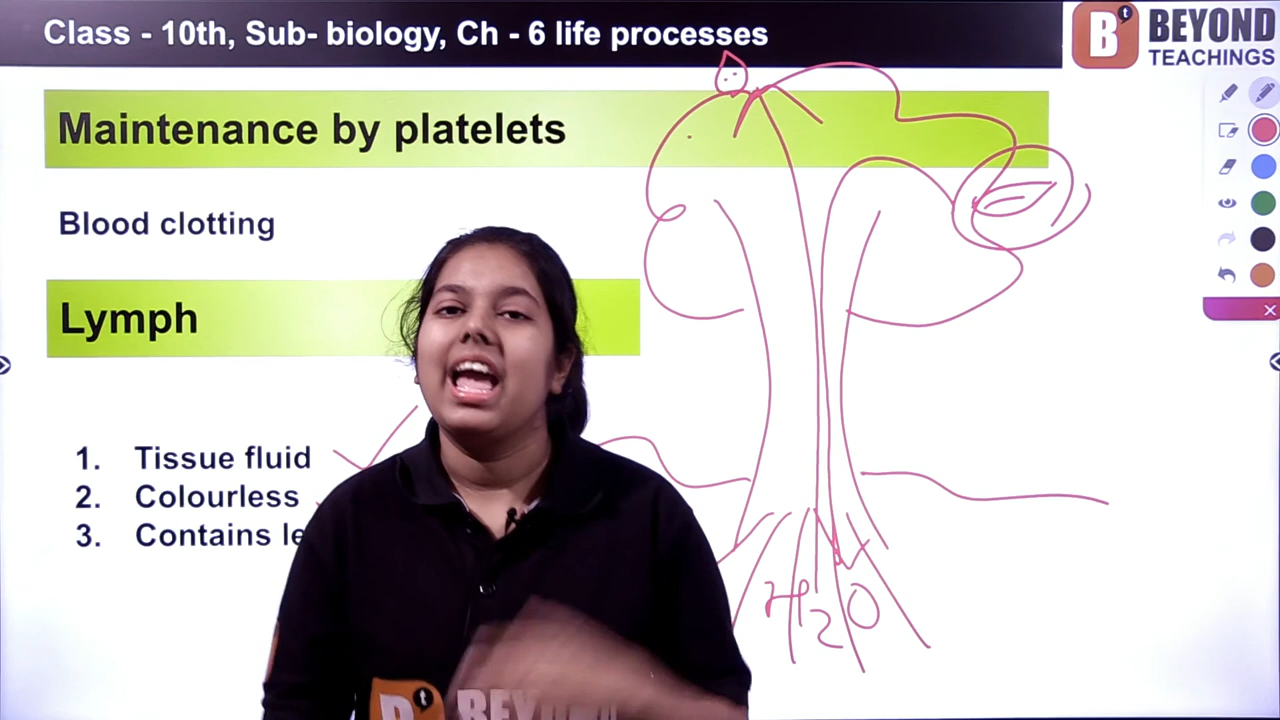 Class - 10th, Sub- biology, Ch - 6 life processes
B t BEYOND
TEACHINGS
Maintenance by platelets
Blood clotting
Lymph
1. Tissue fluid
2. Colourless
3. Contains le
H2O
B t BEYOND